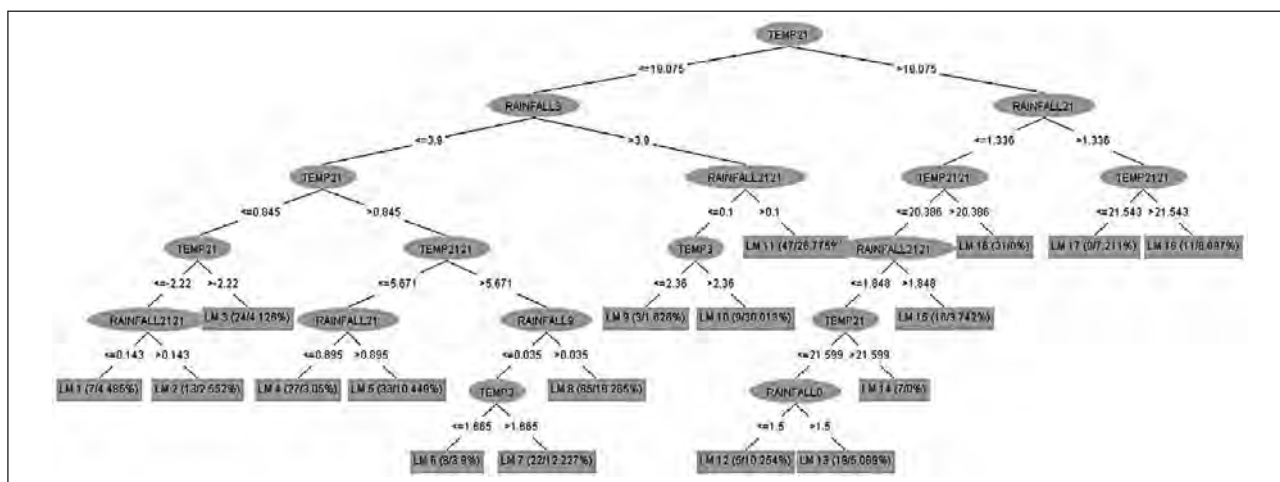 TEMP21
<=19.075 >19.075
RAINFALL3 RAINFALL21
<=3.9 >3.9 <=1.336 >1.336
TEMP21 RAINFALL2121 TEMP2121 TEMP2121
<=0.845 >0.845 <=0.1 >0.1 <=20.386 >20.386 <=21.543 >21.543
TEMP21 TEMP2121 TEMP3 LM 11 (47/26.775% RAINFALL2121 LM 16 (31/0%) LM 17 (9/7.211%) LM 18 (11/8.087%)
<=-2.22 >-2.22 <=5.671 >5.671 <=2.36 >2.36 <=1.848 >1.848
RAINFALL2121 LM 3 (24/4.126%) RAINFALL21 RAINFALL9 LM 9 (3/1.626%) LM 10 (9/30.013%) TEMP21 LM 15 (16/3.742%)
<=0.143 >0.143 <=0.895 >0.895 <=0.035 >0.035 <=21.599 >21.599
LM 1 (7/4.486%) LM 2 (13/2.552%) LM 4 (27/3.05%) LM 5 (33/10.449%) TEMP3 LM 8 (85/18.285%) LM 14 (7/0%)
<=1.665 >1.665 <=1.5 >1.5
LM 6 (8/3.9%) LM 7 (22/12.227%) LM 12 (5/10.254%) LM 13 (19/5.089%)